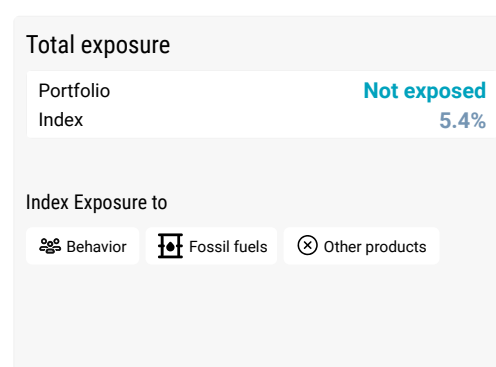 Total exposure
Portfolio Not exposed
Index 5.4%
Index Exposure to
Behavior Fossil fuels Other products